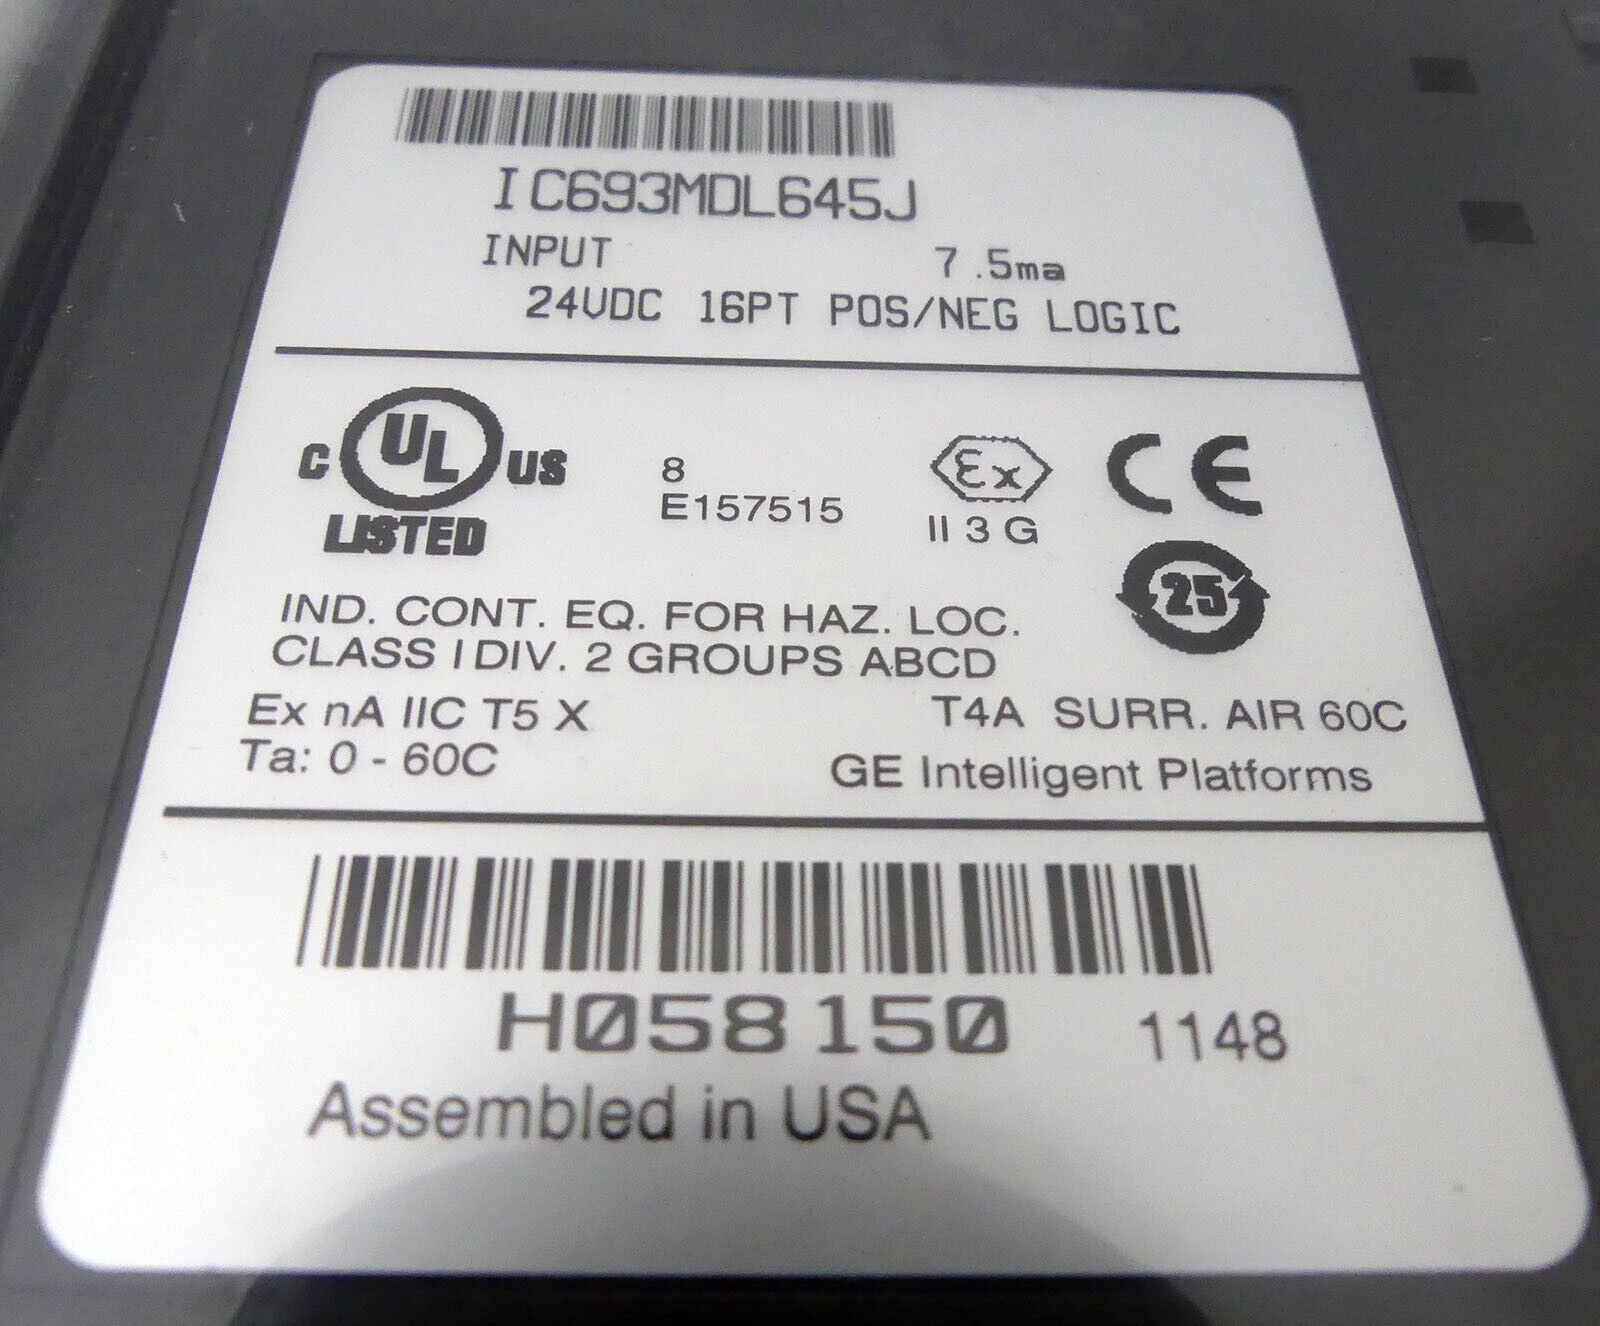 IC693MDL645J
INPUT 7.5ma
24VDC 16PT POS/NEG LOGIC
C UL US
LISTED
8
E157515
Ex
II 3 G
CE
25
IND. CONT. EQ. FOR HAZ. LOC.
CLASS I DIV. 2 GROUPS ABCD
Ex nA IIC T5 X T4A SURR. AIR 60C
Ta: 0 - 60C GE Intelligent Platforms
H058150 1148
Assembled in USA